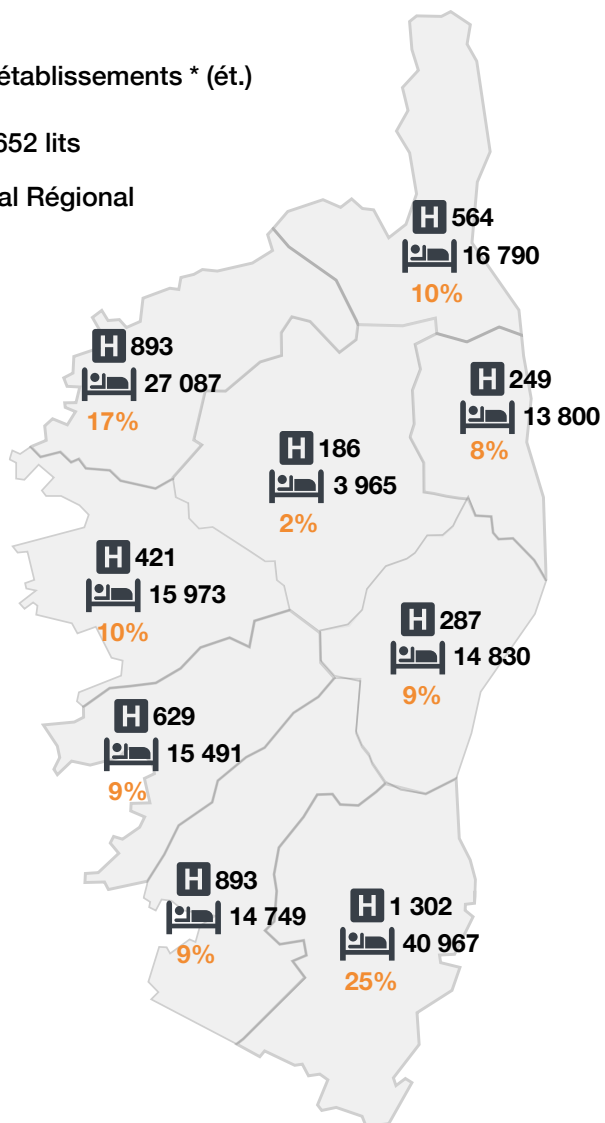 établissements * (ét.)
652 lits
al Régional
H 564
16 790
10%
H 893
27 087
17%
H 249
13 800
8%
H 186
3 965
2%
H 421
15 973
10%
H 287
14 830
9%
H 629
15 491
9%
H 893
14 749
9%
H 1 302
40 967
25%